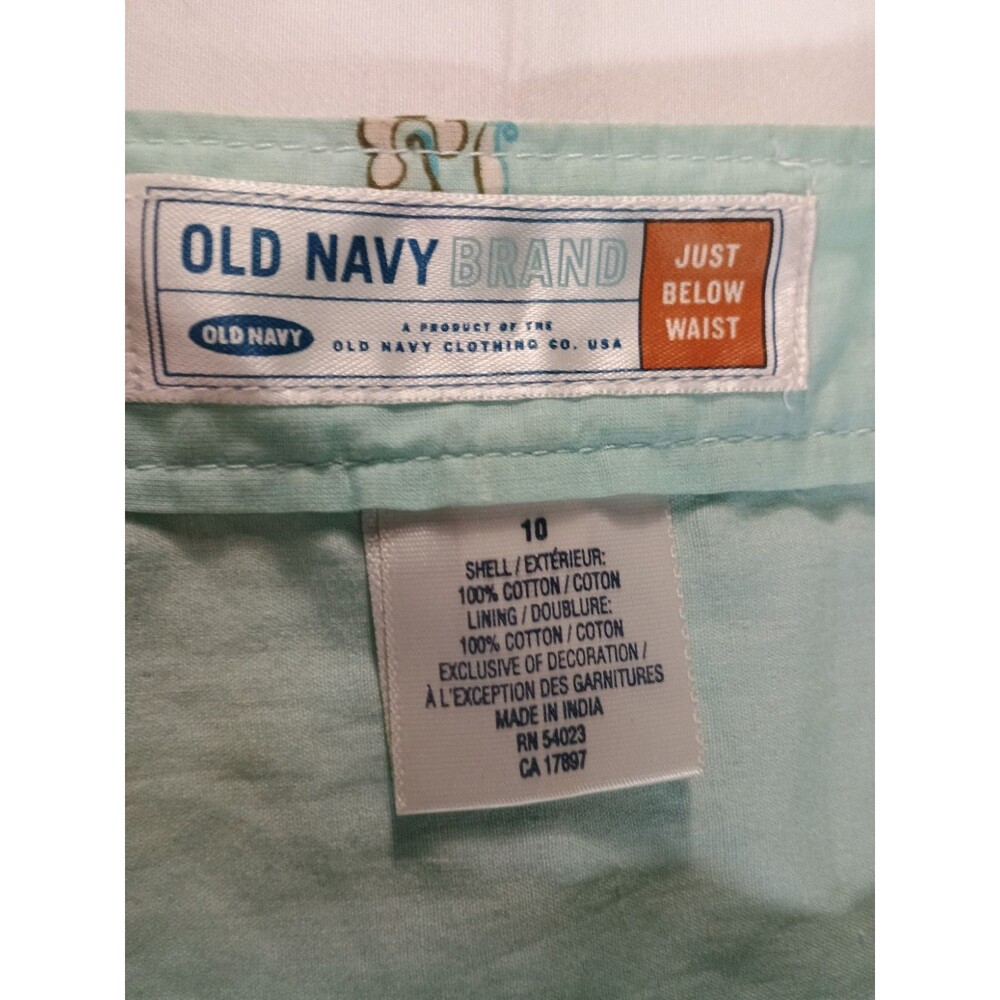 OLD NAVY BRAND
OLD NAVY
A PRODUCT OF THE
OLD NAVY CLOTHING CO. USA
JUST
BELOW
WAIST
10
SHELL / EXTÉRIEUR:
100% COTTON / COTON
LINING / DOUBLURE:
100% COTTON / COTON
EXCLUSIVE OF DECORATION /
À L'EXCEPTION DES GARNITURES
MADE IN INDIA
RN 54023
CA 17897